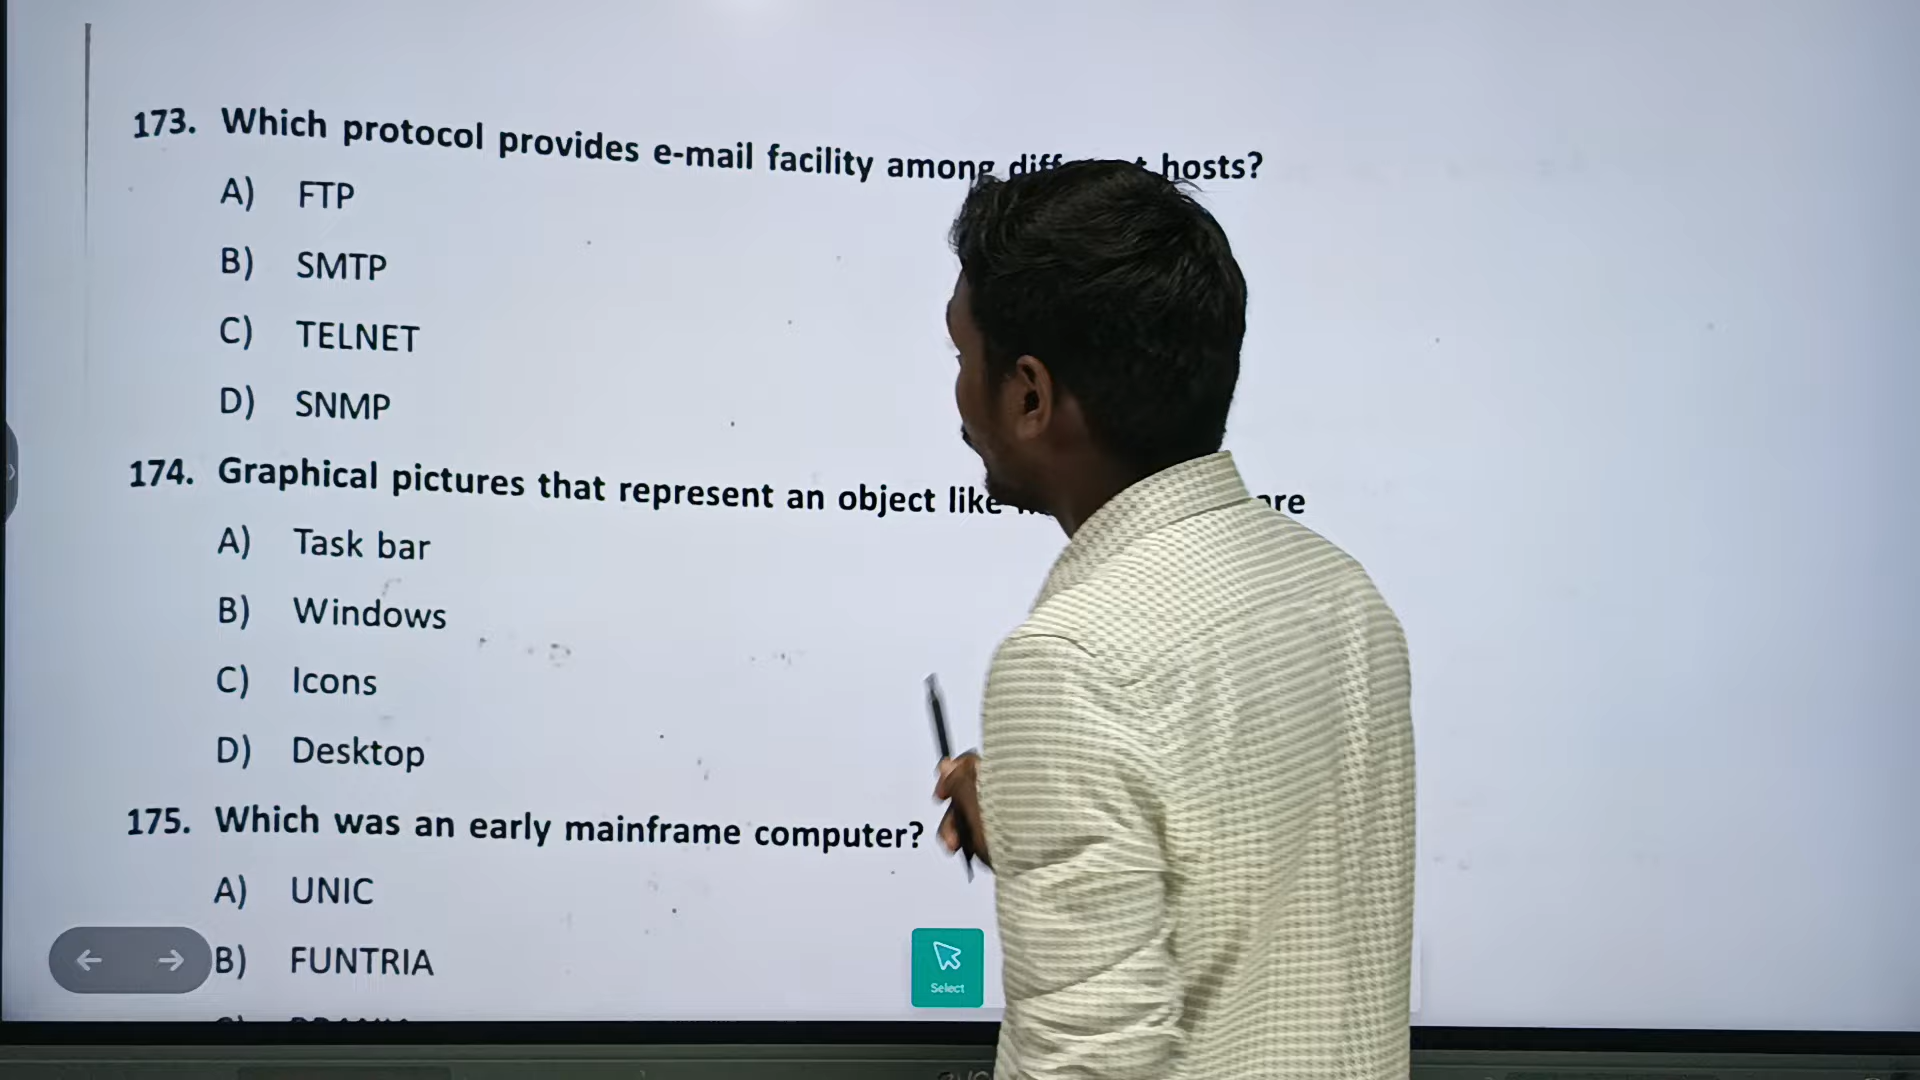 173. Which protocol provides e-mail facility among hosts?
A) FTP
B) SMTP
C) TELNET
D) SNMP
174. Graphical pictures that represent an object like are
A) Task bar
B) Windows
C) Icons
D) Desktop
175. Which was an early mainframe computer?
A) UNIC
B) FUNTRIA
Select